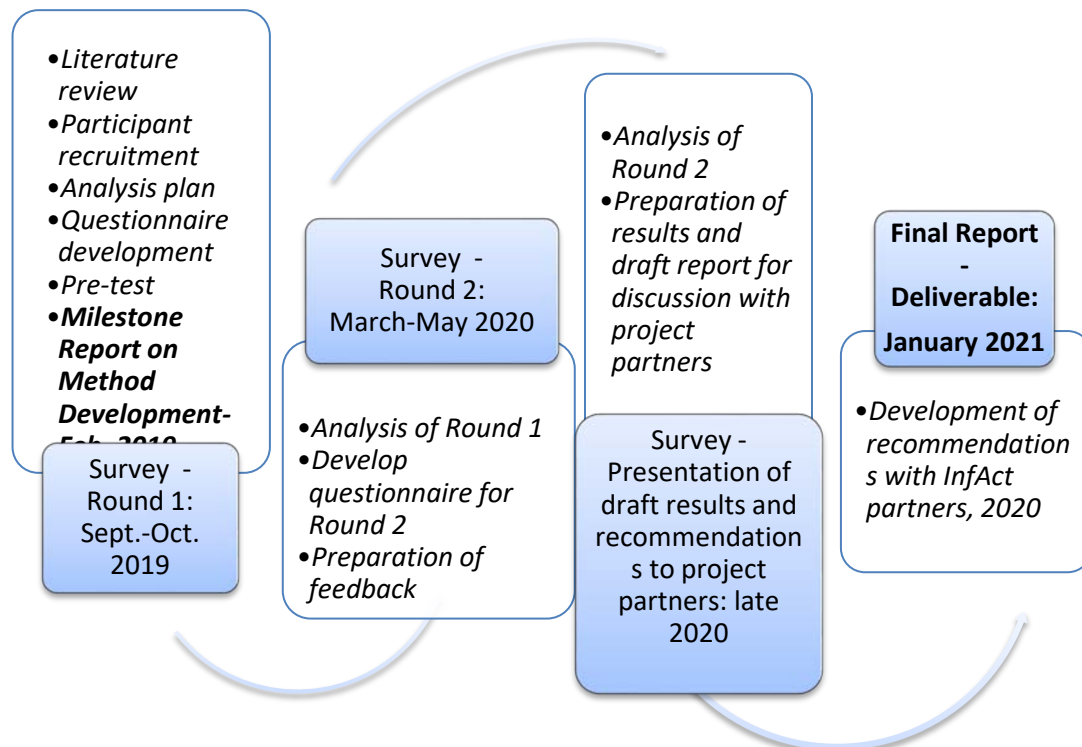 •Literature
review
•Participant
recruitment
•Analysis plan
•Questionnaire
development
•Pre-test
•Milestone
Report on
Method
Development-
Feb. 2019
Survey -
Round 1:
Sept.-Oct.
2019
Survey -
Round 2:
March-May 2020
•Analysis of Round 1
•Develop
questionnaire for
Round 2
•Preparation of
feedback
•Analysis of
Round 2
•Preparation of
results and
draft report for
discussion with
project
partners
Survey -
Presentation of
draft results and
recommendation
s to project
partners: late
2020
Final Report
-
Deliverable:
January 2021
•Development of
recommendation
s with InfAct
partners, 2020